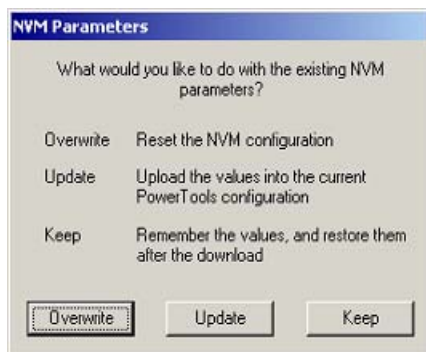 NVM Parameters
What would you like to do with the existing NVM
parameters?
Overwrite Reset the NVM configuration
Update Upload the values into the current
PowerTools configuration
Keep Remember the values, and restore them
after the download
Overwrite Update Keep